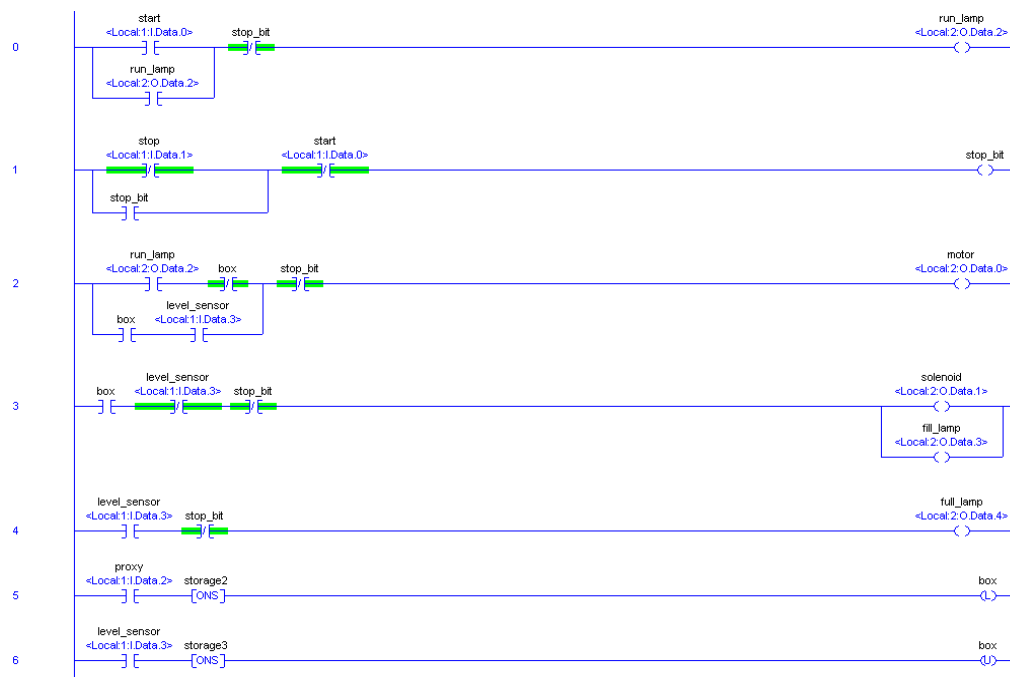 start
<Local:1:I.Data.0>
stop_bit
run_lamp
<Local:2:O.Data.2>
0
run_lamp
<Local:2:O.Data.2>
stop
<Local:1:I.Data.1>
start
<Local:1:I.Data.0>
stop_bit
1
stop_bit
run_lamp
<Local:2:O.Data.2>
box
stop_bit
motor
<Local:2:O.Data.0>
2
level_sensor
box
<Local:1:I.Data.3>
level_sensor
box
<Local:1:I.Data.3>
stop_bit
solenoid
<Local:2:O.Data.1>
3
fill_lamp
<Local:2:O.Data.3>
level_sensor
<Local:1:I.Data.3>
stop_bit
full_lamp
<Local:2:O.Data.4>
4
proxy
<Local:1:I.Data.2>
storage2
box
5
ONS
L
level_sensor
<Local:1:I.Data.3>
storage3
box
6
ONS
U